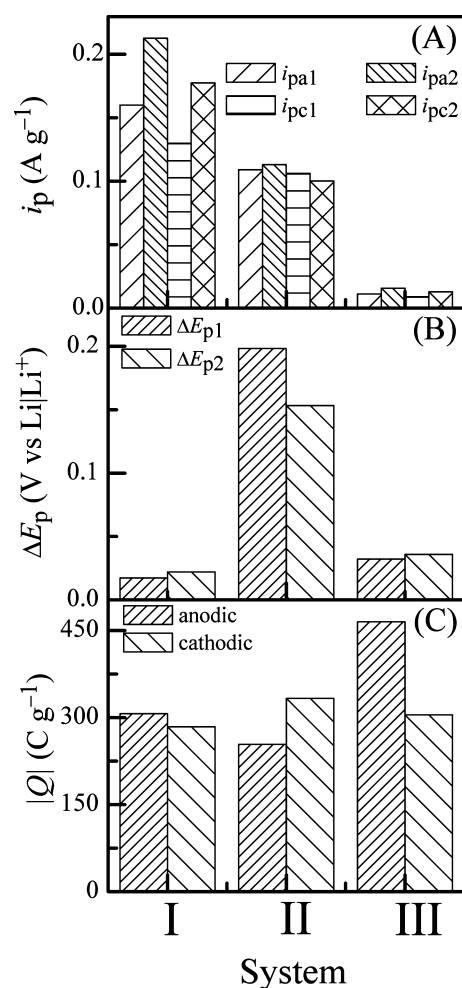 (A)
i_pa1 i_pa2
i_pc1 i_pc2
0.2
0.1
0.0
i_p (A g⁻¹)
(B)
ΔE_p1
ΔE_p2
0.2
0.1
0.0
ΔE_p (V vs Li|Li⁺)
(C)
anodic
cathodic
450
300
150
0
|Q| (C g⁻¹)
I II III
System